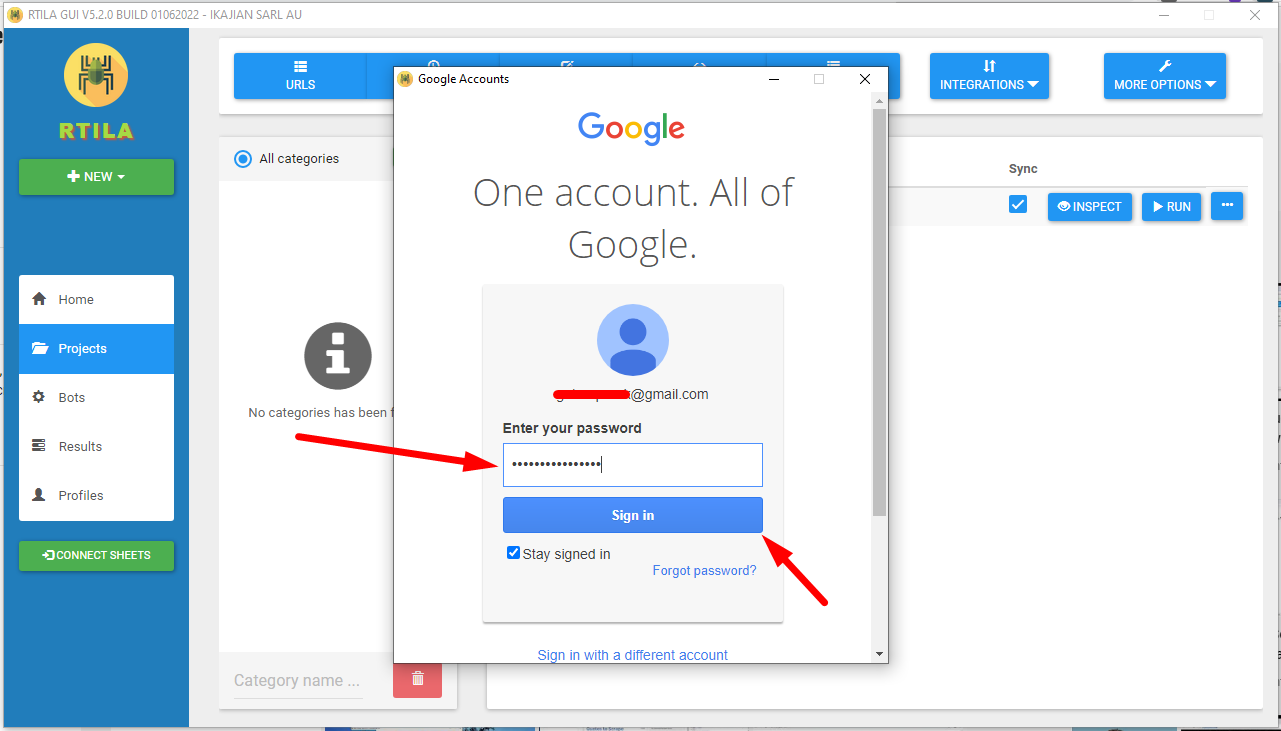 RTILA GUI V5.2.0 BUILD 01062022 - IKAJIAN SARL AU
RTILA
NEW
Home
Projects
Bots
Results
Profiles
CONNECT SHEETS
URLS
INTEGRATIONS
MORE OPTIONS
All categories
No categories has been
Category name ...
Sync
INSPECT
RUN
Google Accounts
Google
One account. All of
Google.
@gmail.com
Enter your password
••••••••••••••••
Sign in
Stay signed in
Forgot password?
Sign in with a different account